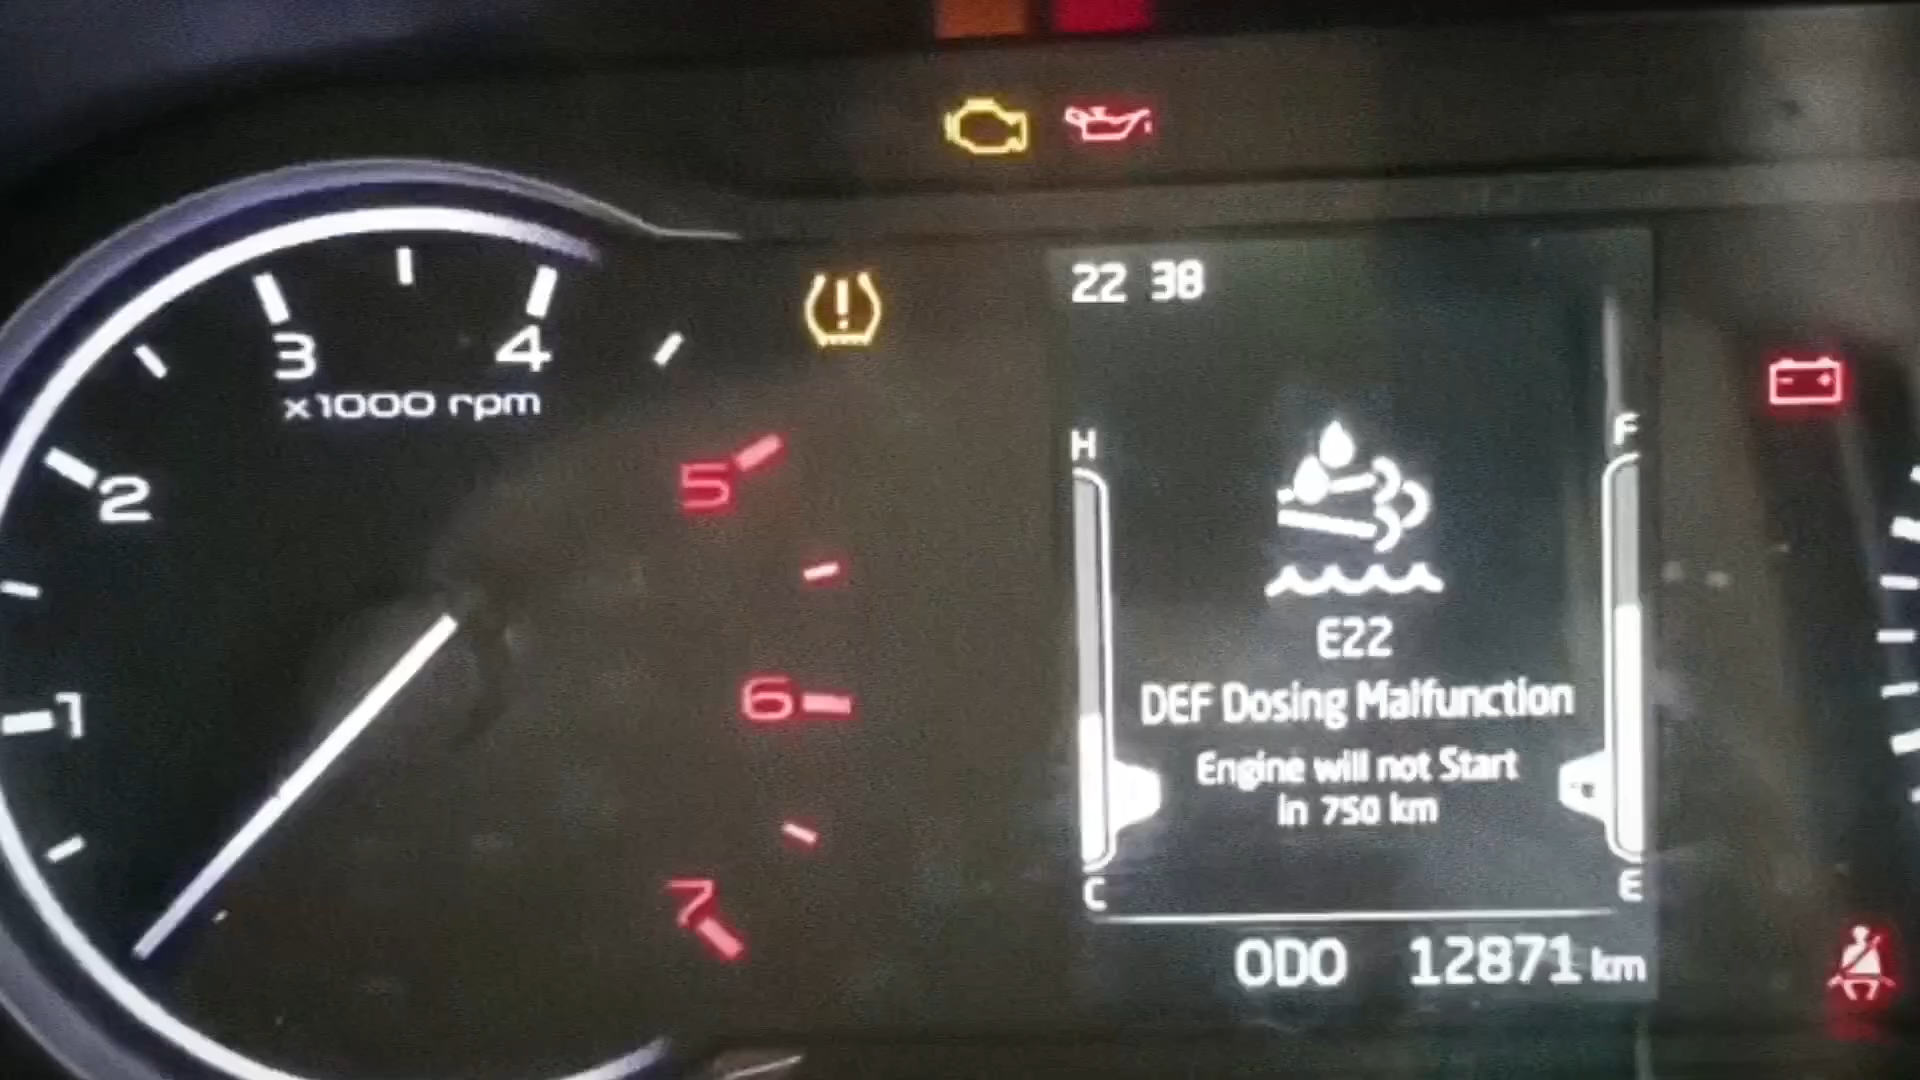 3
4
x1000 rpm
2
5
1
6
7
22 38
H
F
E22
DEF Dosing Malfunction
Engine will not Start
in 750 km
C
E
ODO 12871 km